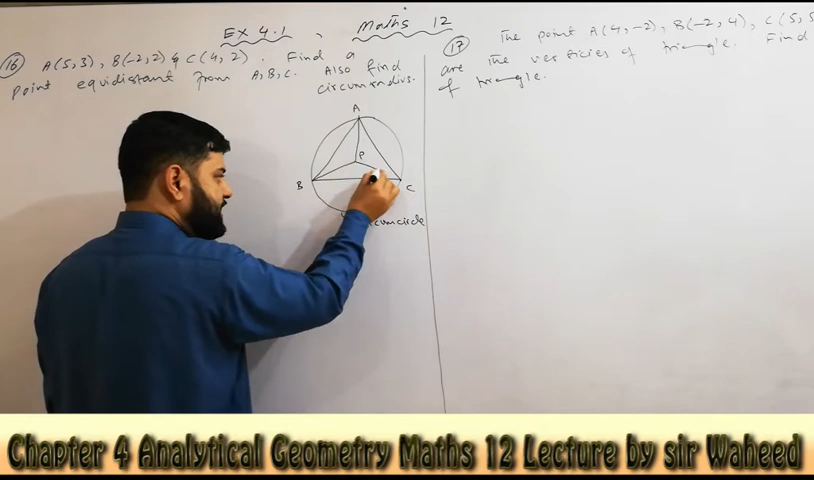 Ex 4.1, Maths 12
16 A(5,3), B(-2,2) & C(4,2). Find a
point equidistant from A, B, C. Also find
circumradius.
A
P
B
C
circumcircle
17 The point A(4,-2), B(-2,4), C(5,5
are the verticies of triangle. Find
of triangle.
Chapter 4 Analytical Geometry Maths 12 Lecture by sir Waheed